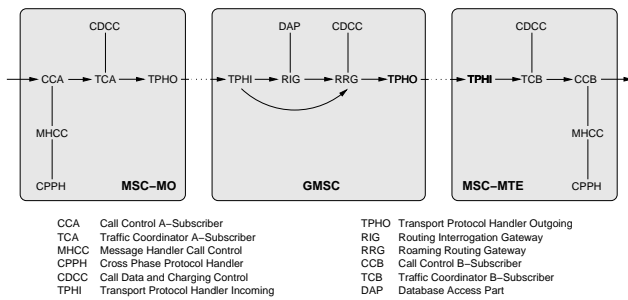 CDCC DAP CDCC CDCC
CCA TCA TPHO TPHI RIG RRG TPHO TPHI TCB CCB
MHCC MHCC
CPPH MSC–MO GMSC MSC–MTE CPPH
CCA Call Control A–Subscriber
TCA Traffic Coordinator A–Subscriber
MHCC Message Handler Call Control
CPPH Cross Phase Protocol Handler
CDCC Call Data and Charging Control
TPHI Transport Protocol Handler Incoming
TPHO Transport Protocol Handler Outgoing
RIG Routing Interrogation Gateway
RRG Roaming Routing Gateway
CCB Call Control B–Subscriber
TCB Traffic Coordinator B–Subscriber
DAP Database Access Part